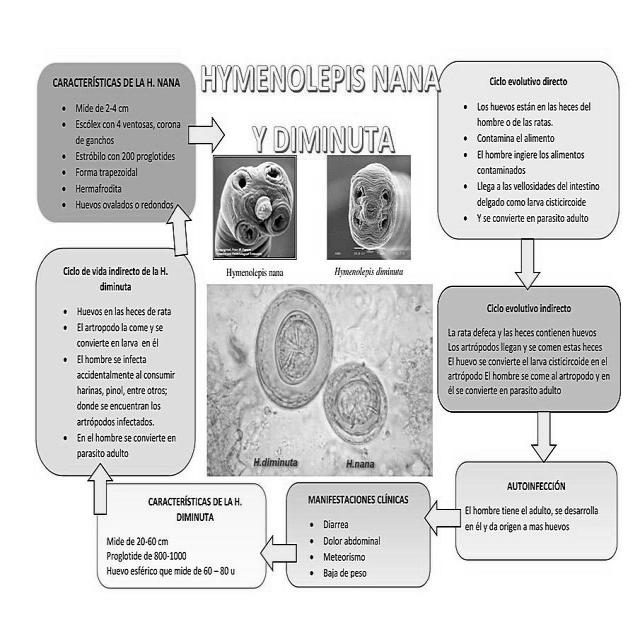 HYMENOLEPIS NANA
Y DIMINUTA
CARACTERÍSTICAS DE LA H. NANA
• Mide de 2-4 cm
• Escólex con 4 ventosas, corona
de ganchos
• Estróbilo con 200 proglotides
• Forma trapezoidal
• Hermafrodita
• Huevos ovalados o redondos
Hymenolepis nana
Hymenolepis diminuta
H.diminuta
H.nana
Ciclo evolutivo directo
• Los huevos están en las heces del
hombre o de las ratas.
• Contamina el alimento
• El hombre ingiere los alimentos
contaminados
• Llega a las vellosidades del intestino
delgado como larva cisticircoide
• Y se convierte en parasito adulto
Ciclo evolutivo indirecto
La rata defeca y las heces contienen huevos
Los artrópodos llegan y se comen estas heces
El huevo se convierte el larva cisticircoide en el
artrópodo El hombre se come al artropodo y en
él se convierte en parasito adulto
AUTOINFECCIÓN
El hombre tiene el adulto, se desarrolla
en él y da origen a mas huevos
MANIFESTACIONES CLÍNICAS
• Diarrea
• Dolor abdominal
• Meteorismo
• Baja de peso
CARACTERÍSTICAS DE LA H.
DIMINUTA
Mide de 20-60 cm
Proglotide de 800-1000
Huevo esférico que mide de 60 – 80 u
Ciclo de vida indirecto de la H.
diminuta
• Huevos en las heces de rata
• El artropodo la come y se
convierte en larva en él
• El hombre se infecta
accidentalmente al consumir
harinas, pinol, entre otros;
donde se encuentran los
artrópodos infectados.
• En el hombre se convierte en
parasito adulto